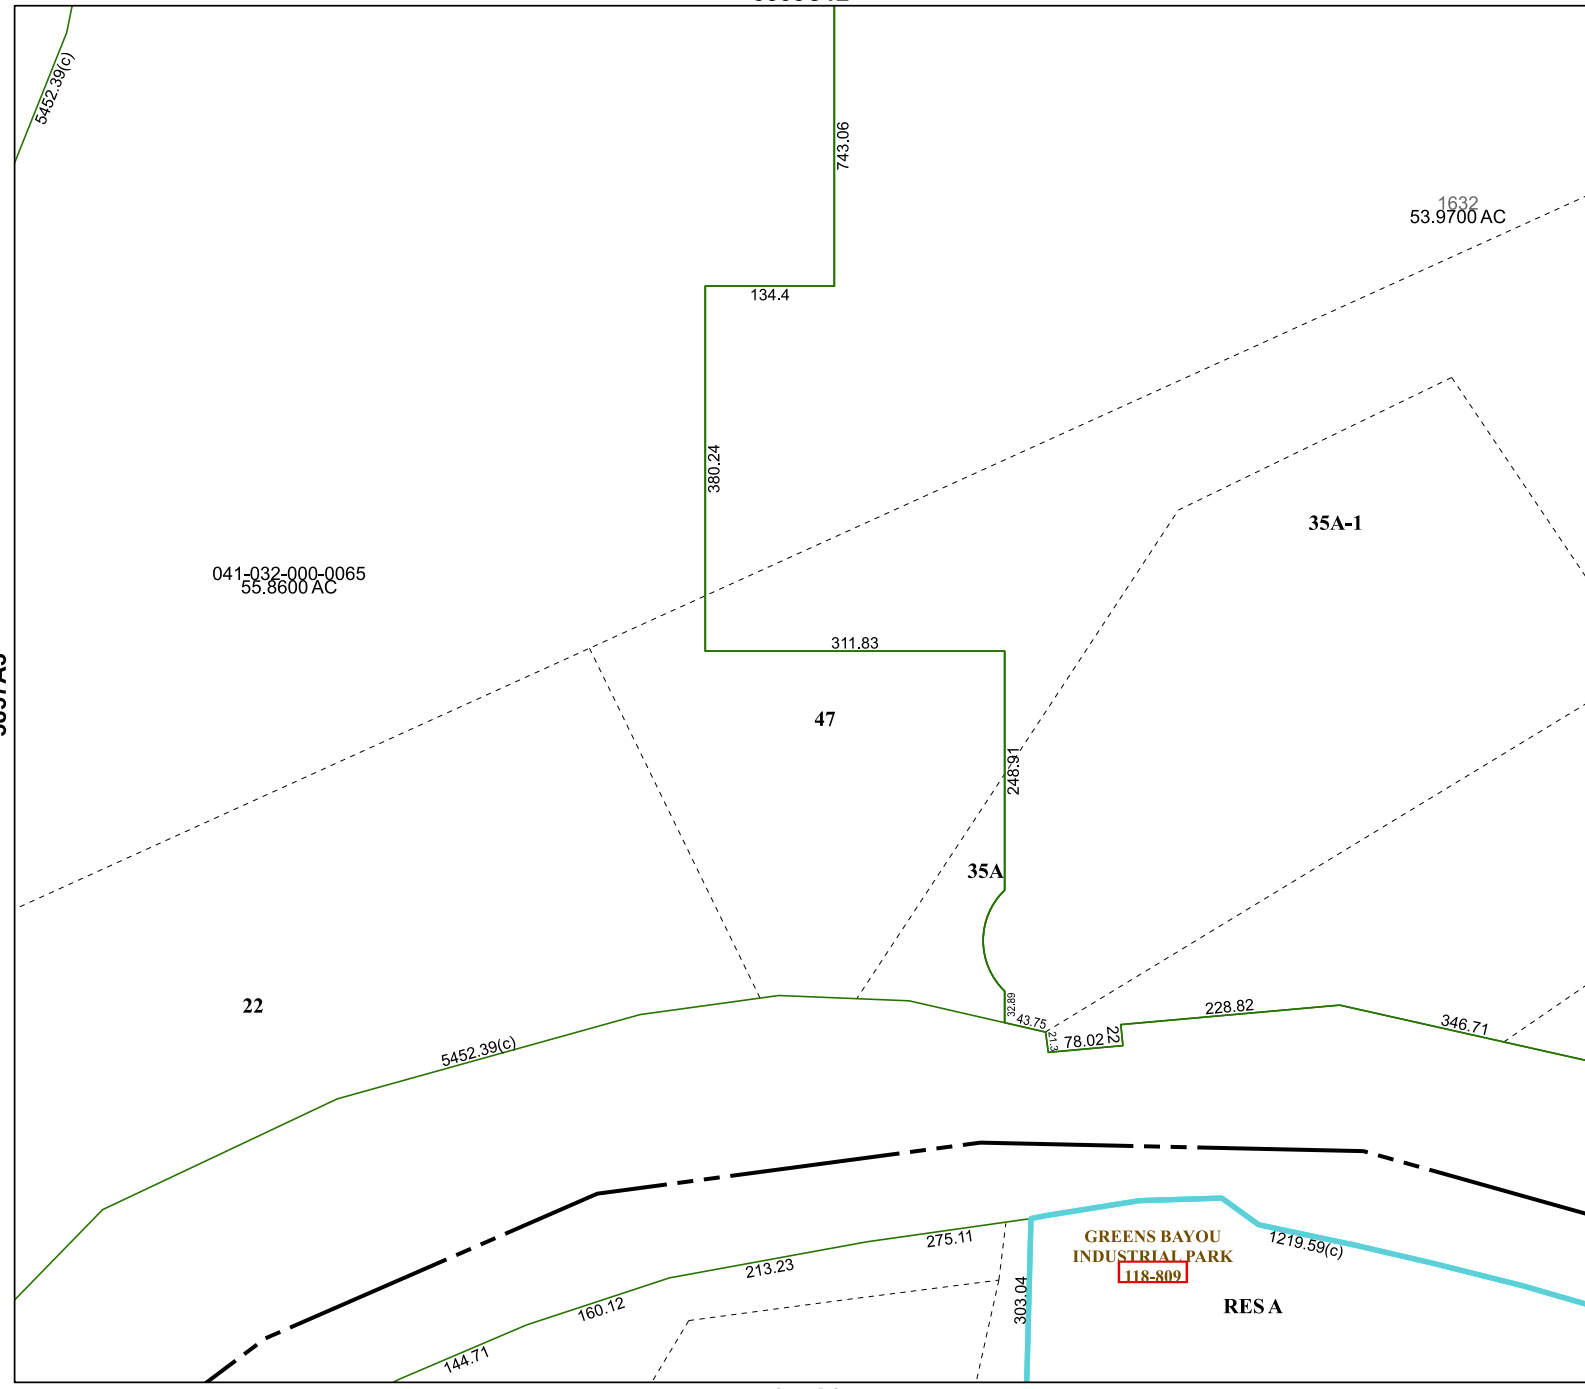 5452.39(c)
743.06
1632
53.9700 AC
134.4
380.24
35A-1
041-032-000-0065
55.8600 AC
311.83
47
248.91
35A
22
32.89
43.75
21.3
78.02
22
228.82
346.71
5452.39(c)
275.11
213.23
160.12
144.71
303.04
GREENS BAYOU
INDUSTRIAL PARK
118-809
1219.59(c)
RES A